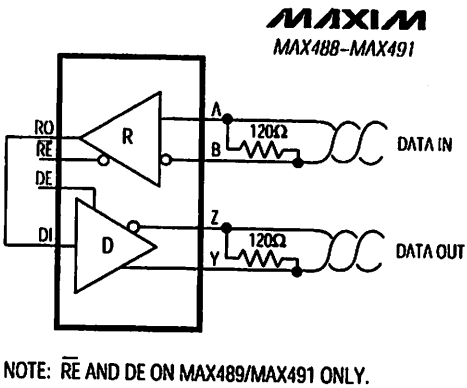 MAXIM
MAX488–MAX491
A
RO
R
120Ω
RE̅
B
DATA IN
DE
Z
DI
D
120Ω
Y
DATA OUT
NOTE: R̅E̅ AND DE ON MAX489/MAX491 ONLY.